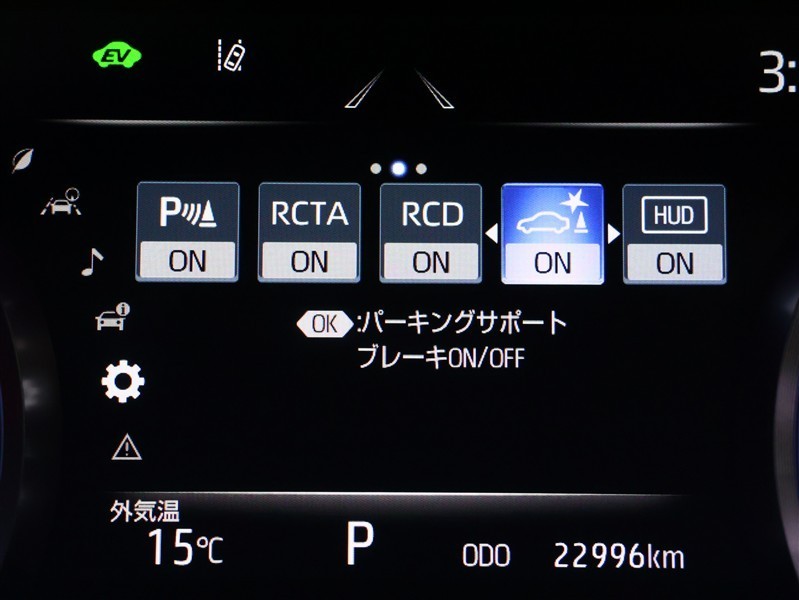 EV
3:
P RCTA RCD HUD
ON ON ON ON ON
OK :パーキングサポート
ブレーキON/OFF
外気温
15℃ P ODO 22996km